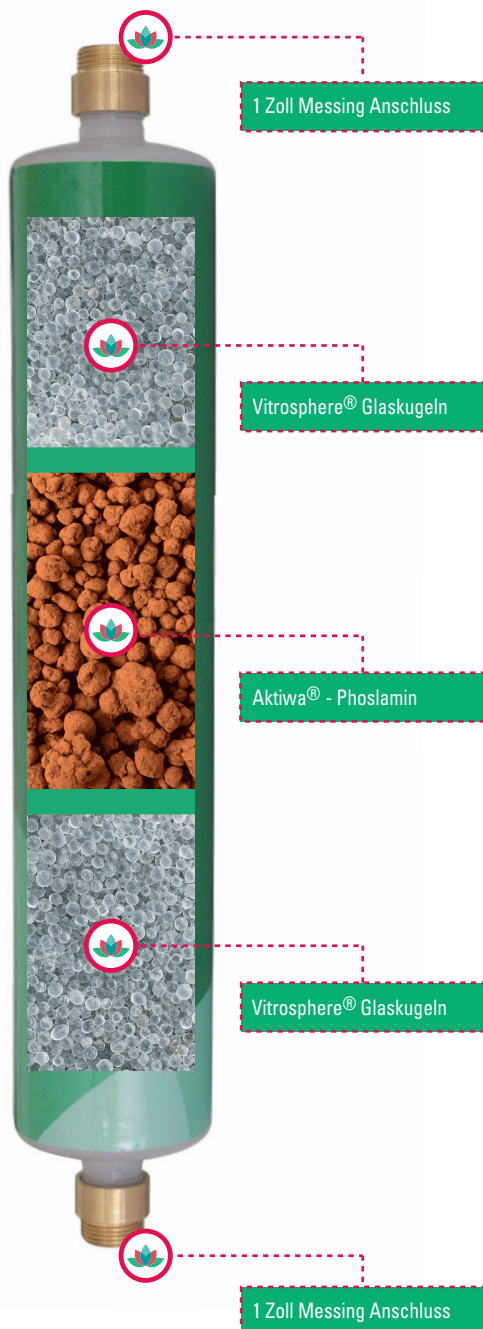 1 Zoll Messing Anschluss
Vitrosphere® Glaskugeln
Aktiwa® - Phoslamin
Vitrosphere® Glaskugeln
1 Zoll Messing Anschluss